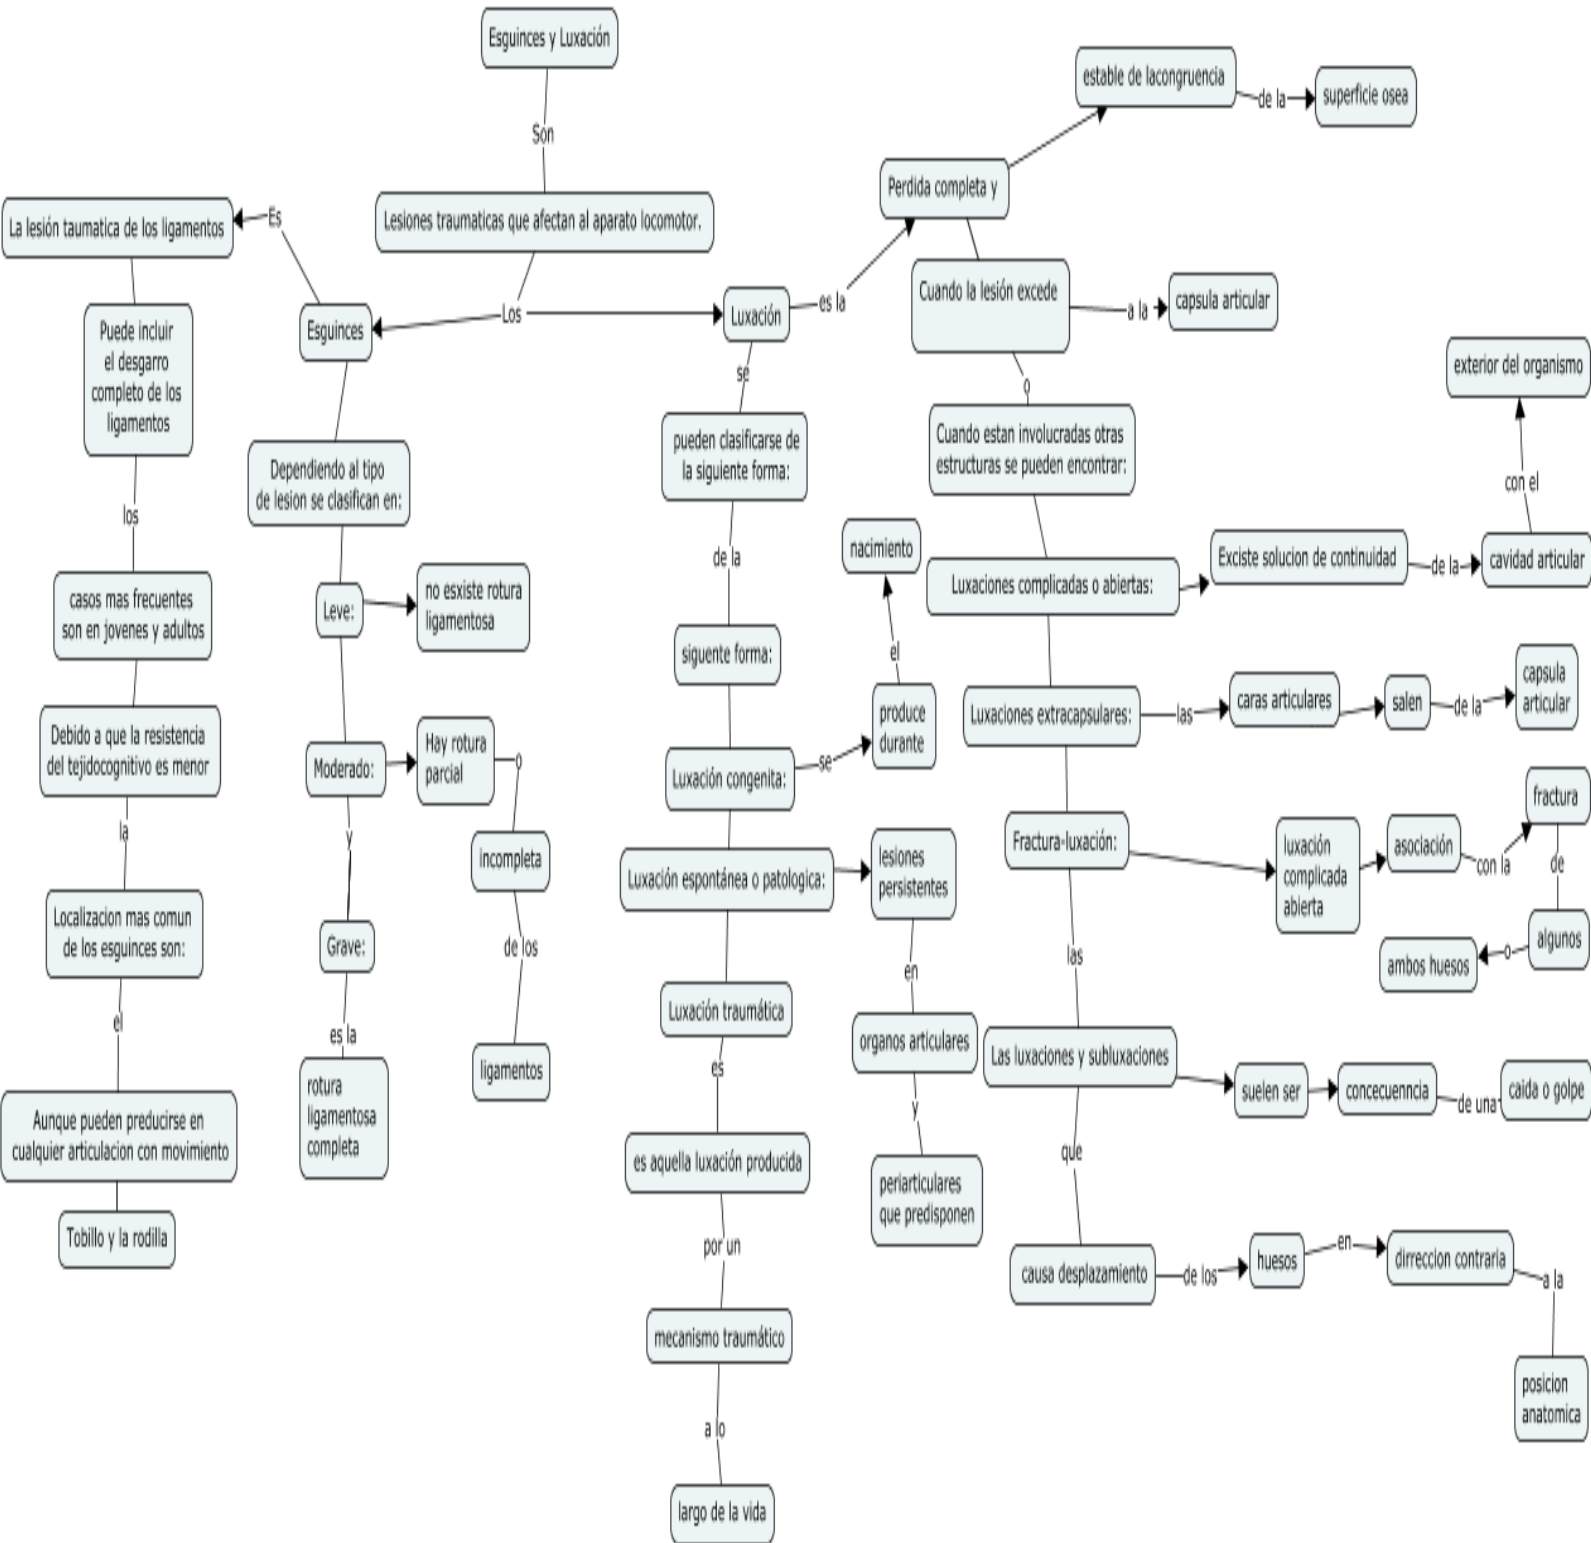 Esguinces y Luxación
Son
Lesiones traumaticas que afectan al aparato locomotor.
Los
Esguinces
Es
La lesión taumatica de los ligamentos
Puede incluir
el desgarro
completo de los
ligamentos
los
casos mas frecuentes
son en jovenes y adultos
Debido a que la resistencia
del tejidocognitivo es menor
la
Localizacion mas comun
de los esguinces son:
el
Aunque pueden preducirse en
cualquier articulacion con movimiento
Tobillo y la rodilla
Dependiendo al tipo
de lesion se clasifican en:
Leve:
no esxiste rotura
ligamentosa
Moderado:
Hay rotura
parcial
o
incompleta
de los
ligamentos
y
Grave:
es la
rotura
ligamentosa
completa
Luxación
se
pueden clasificarse de
la siguiente forma:
de la
siguente forma:
Luxación congenita:
se
produce
durante
el
nacimiento
Luxación espontánea o patologica:
lesiones
persistentes
en
organos articulares
y
periarticulares
que predisponen
Luxación traumática
es
es aquella luxación producida
por un
mecanismo traumático
a lo
largo de la vida
es la
Perdida completa y
estable de lacongruencia
de la
superficie osea
Cuando la lesión excede
a la
capsula articular
o
Cuando estan involucradas otras
estructuras se pueden encontrar:
Luxaciones complicadas o abiertas:
Exciste solucion de continuidad
de la
cavidad articular
con el
exterior del organismo
Luxaciones extracapsulares:
las
caras articulares
salen
de la
capsula
articular
Fractura-luxación:
luxación
complicada
abierta
asociación
con la
fractura
de
algunos
o
ambos huesos
las
Las luxaciones y subluxaciones
suelen ser
concecuenncia
de una
caida o golpe
que
causa desplazamiento
de los
huesos
en
dirreccion contraria
a la
posicion
anatomica